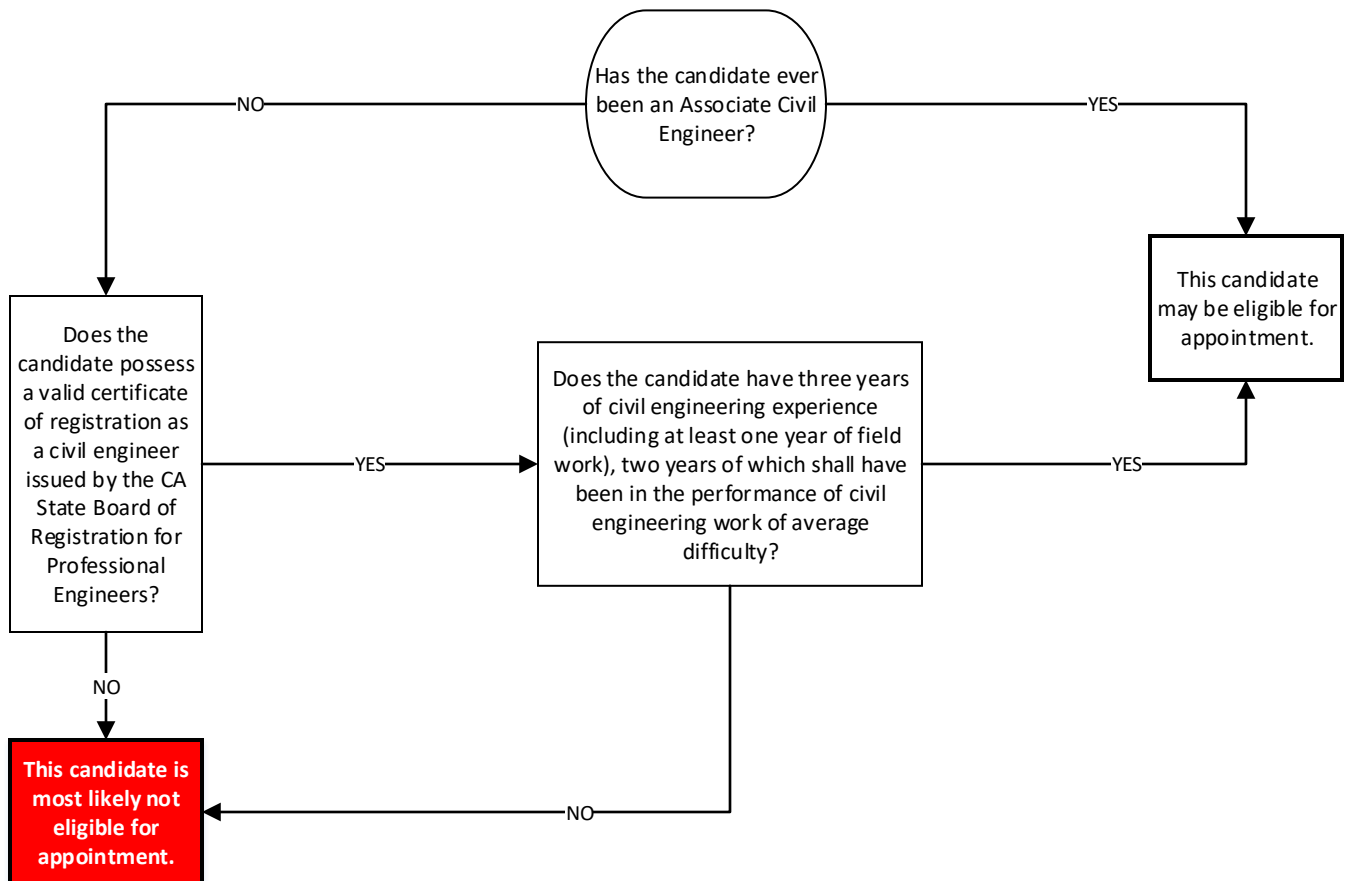 Has the candidate ever
been an Associate Civil
Engineer?
NO
YES
This candidate
may be eligible for
appointment.
Does the
candidate possess
a valid certificate
of registration as
a civil engineer
issued by the CA
State Board of
Registration for
Professional
Engineers?
YES
Does the candidate have three years
of civil engineering experience
(including at least one year of field
work), two years of which shall have
been in the performance of civil
engineering work of average
difficulty?
YES
NO
This candidate is
most likely not
eligible for
appointment.
NO